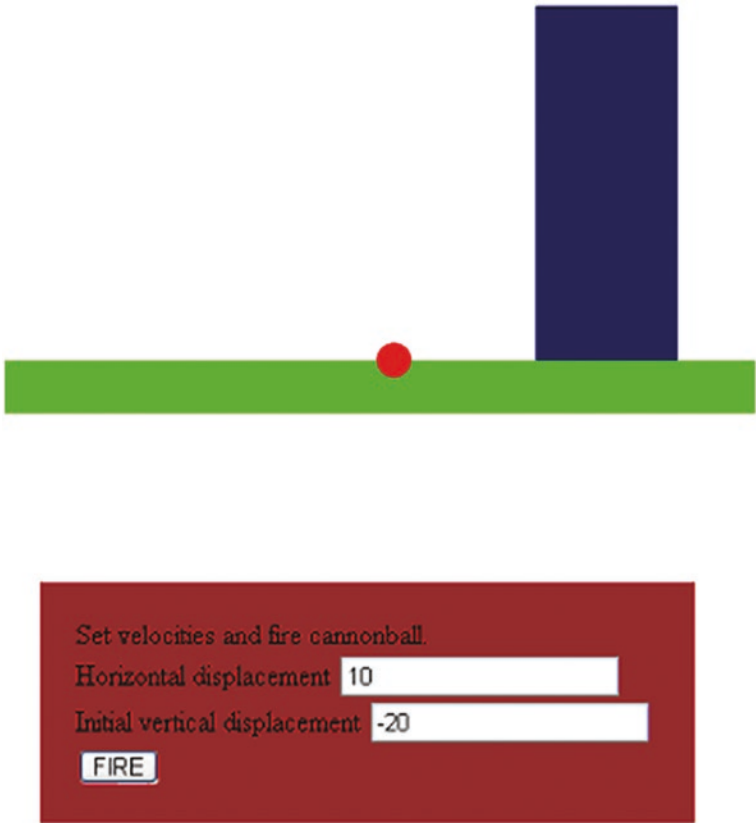 Set velocities and fire cannonball.
Horizontal displacement 10
Initial vertical displacement -20
FIRE